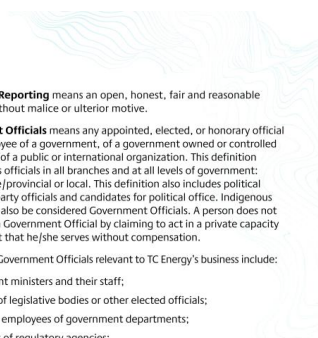 Reporting means an open, honest, fair and reasonable
without malice or ulterior motive.
t Officials means any appointed, elected, or honorary official
yee of a government, of a government owned or controlled
of a public or international organization. This definition
s officials in all branches and at all levels of government:
e/provincial or local. This definition also includes political
arty officials and candidates for political office. Indigenous
also be considered Government Officials. A person does not
a Government Official by claiming to act in a private capacity
t that he/she serves without compensation.
Government Officials relevant to TC Energy's business include:
nt ministers and their staff;
of legislative bodies or other elected officials;
employees of government departments;
of regulatory agencies;